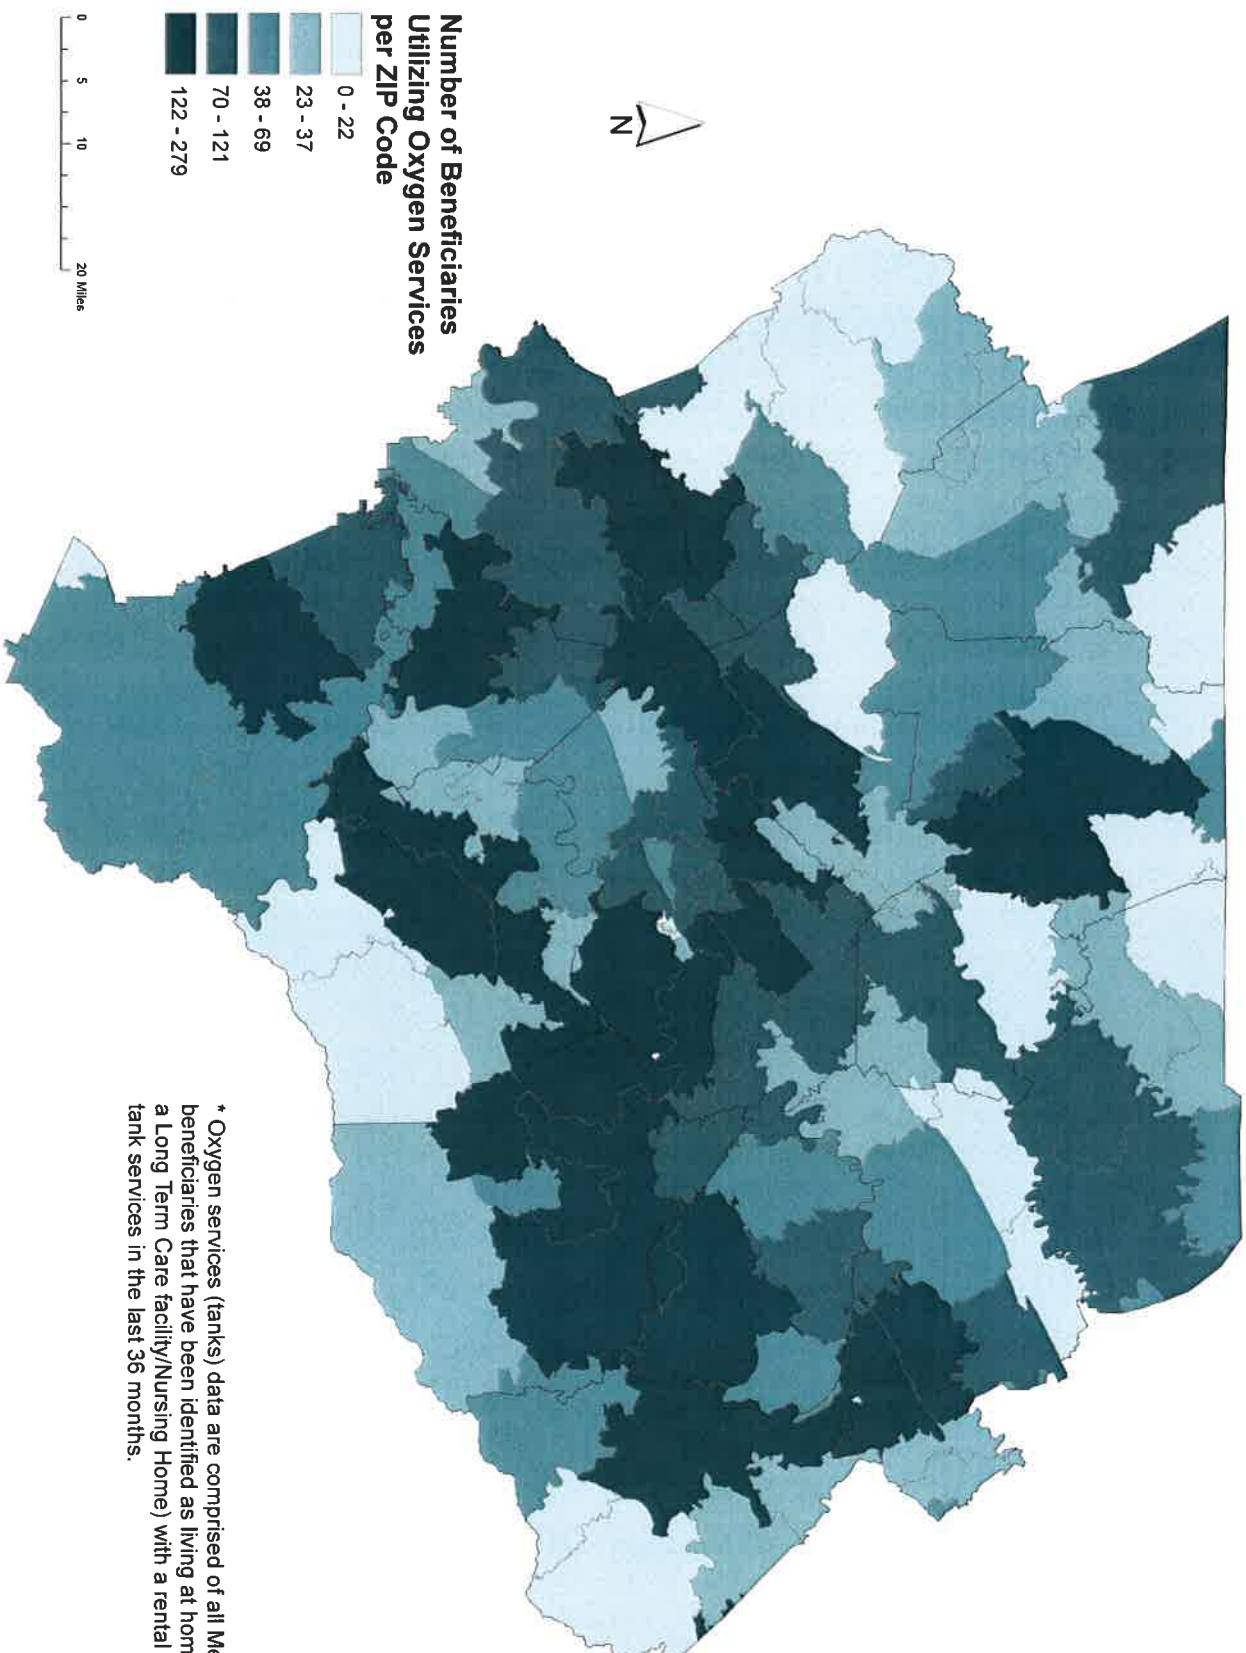 N
Number of Beneficiaries
Utilizing Oxygen Services
per ZIP Code
0 - 22
23 - 37
38 - 69
70 - 121
122 - 279
0 5 10 20 Miles
* Oxygen services (tanks) data are comprised of all Me
beneficiaries that have been identified as living at hom
a Long Term Care facility/Nursing Home) with a rental
tank services in the last 36 months.